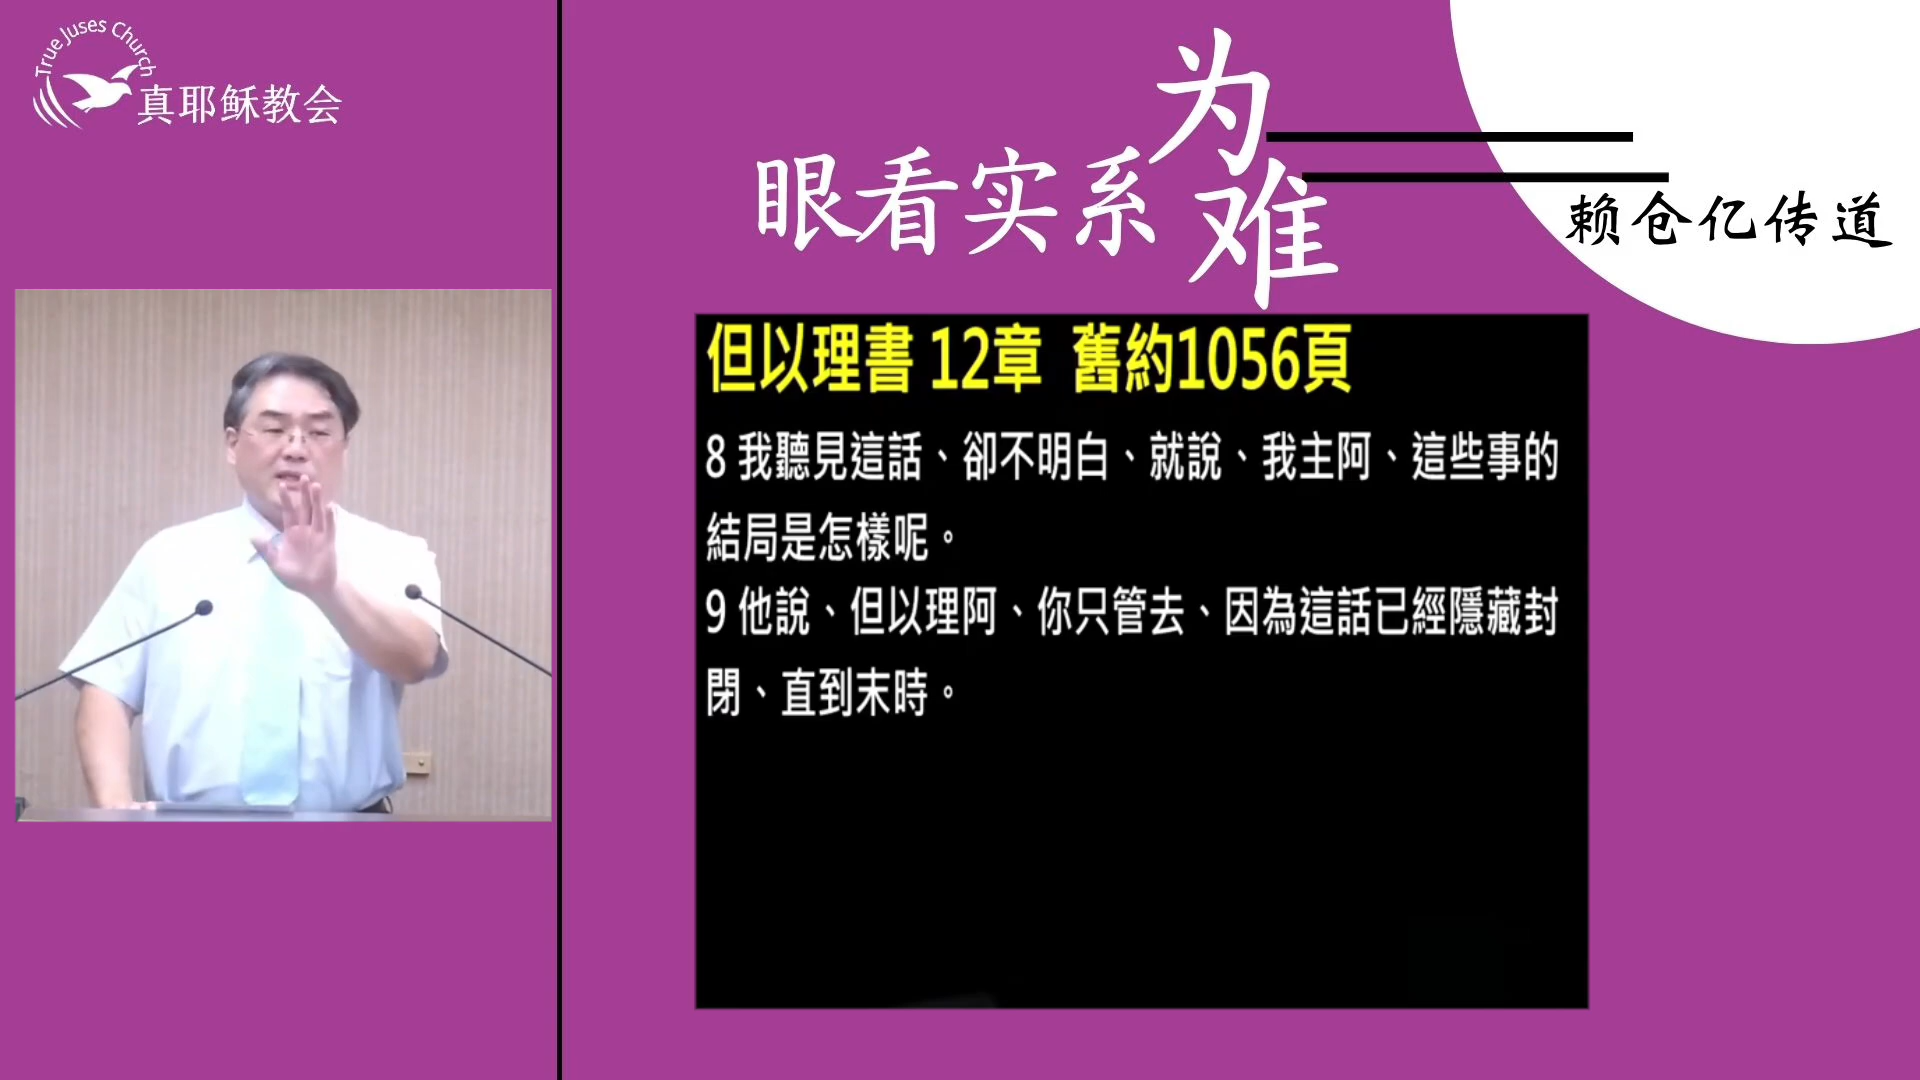 True Juses Church
真耶稣教会
眼看实系为难
赖仓亿传道
但以理書 12章 舊約1056頁
8 我聽見這話、卻不明白、就說、我主阿、這些事的
結局是怎樣呢。
9 他說、但以理阿、你只管去、因為這話已經隱藏封
閉、直到末時。